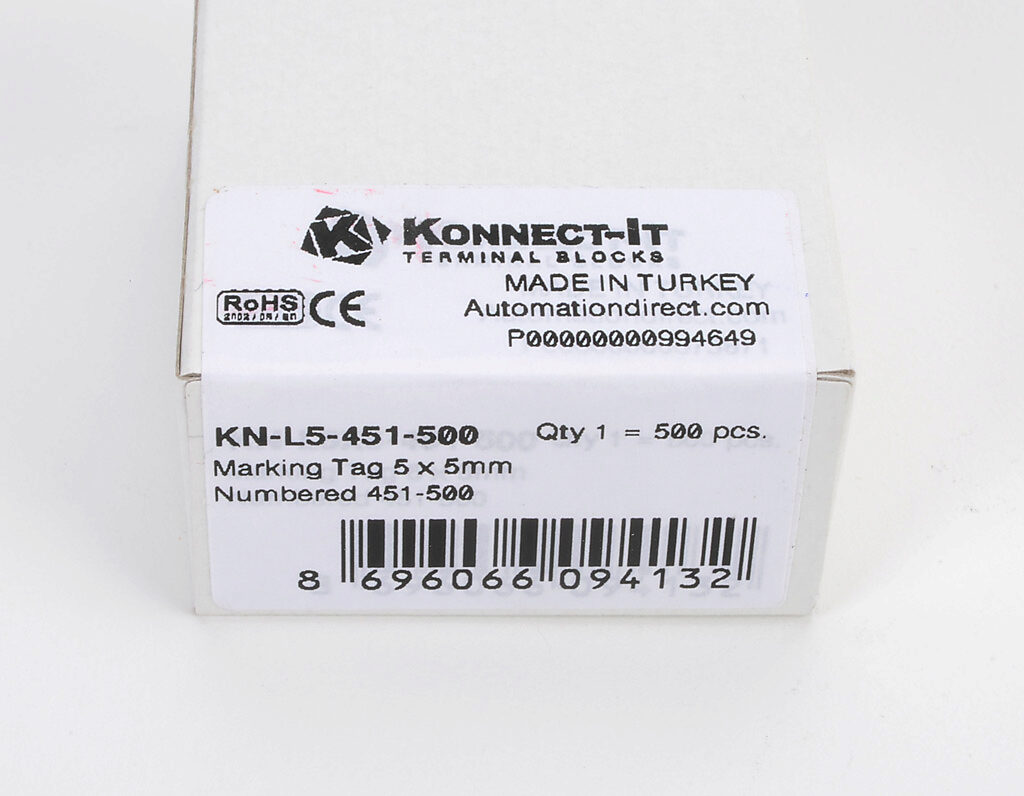 KONNECT-IT
TERMINAL BLOCKS
MADE IN TURKEY
RoHS CE Automationdirect.com
P00000000994649
KN-L5-451-500 Qty 1 = 500 pcs.
Marking Tag 5 x 5mm
Numbered 451-500
8 696066 094132